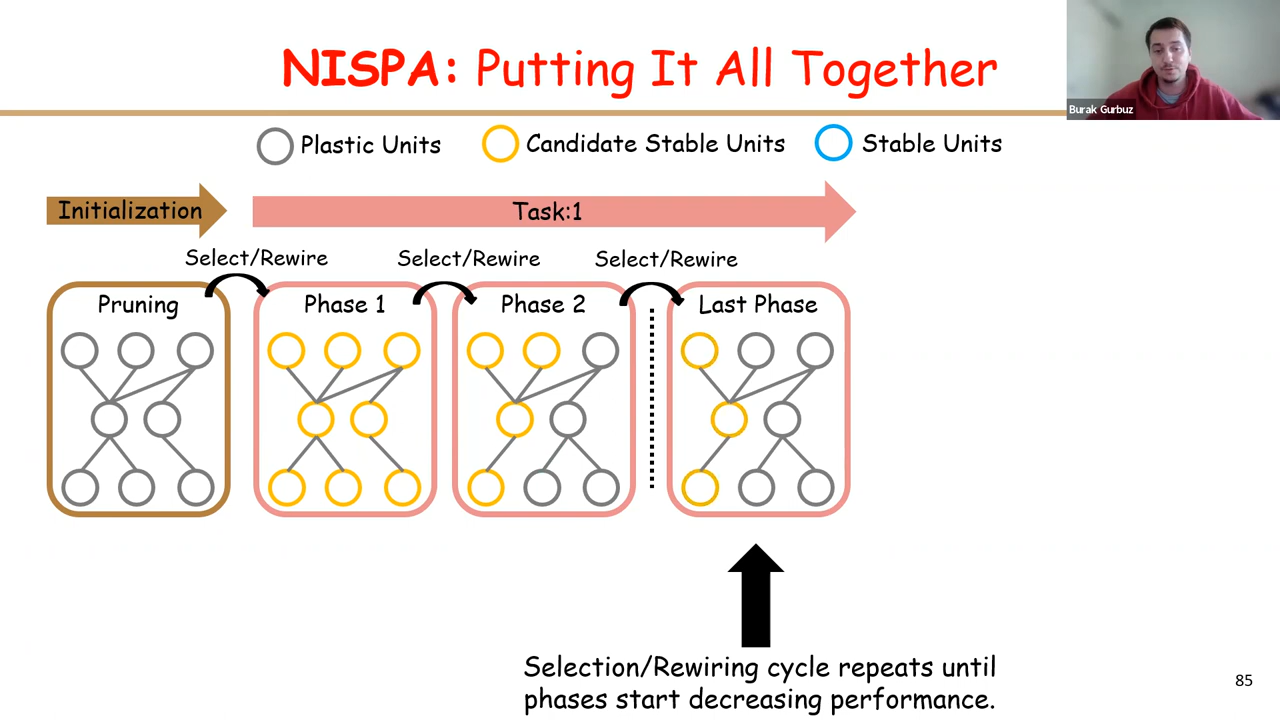 NISPA: Putting It All Together
Burak Gurbuz
Plastic Units
Candidate Stable Units
Stable Units
Initialization
Task:1
Select/Rewire
Select/Rewire
Select/Rewire
Pruning
Phase 1
Phase 2
Last Phase
Selection/Rewiring cycle repeats until
phases start decreasing performance.
85